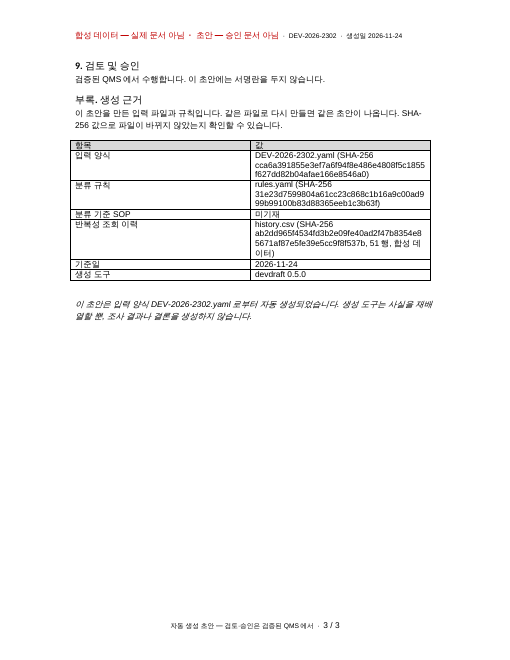 합성 데이터 — 실제 문서 아님 · 초안 — 승인 문서 아님 · DEV-2026-2302 · 생성일 2026-11-24
9. 검토 및 승인
검증된 QMS 에서 수행합니다. 이 초안에는 서명란을 두지 않습니다.
부록. 생성 근거
이 초안을 만든 입력 파일과 규칙입니다. 같은 파일로 다시 만들면 같은 초안이 나옵니다. SHA-
256 값으로 파일이 바뀌지 않았는지 확인할 수 있습니다.
항목 값
입력 양식 DEV-2026-2302.yaml (SHA-256
cca6a391855e3ef7a6f94f8e486e4808f5c1855
f627dd82b04afae166e8546a0)
분류 규칙 rules.yaml (SHA-256
31e23d7599804a61cc23c868c1b16a9c00ad9
99b99100b83d88365eeb1c3b63f)
분류 기준 SOP 미기재
반복성 조회 이력 history.csv (SHA-256
ab2dd965f4534fd3b2e09fe40ad2f47b8354e8
5671af87e5fe39e5cc9f8f537b, 51 행, 합성 데
이터)
기준일 2026-11-24
생성 도구 devdraft 0.5.0
이 초안은 입력 양식 DEV-2026-2302.yaml 로부터 자동 생성되었습니다. 생성 도구는 사실을 재배
열할 뿐, 조사 결과나 결론을 생성하지 않습니다.
자동 생성 초안 — 검토·승인은 검증된 QMS 에서 · 3 / 3